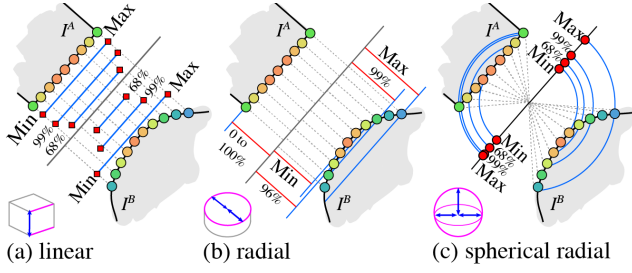 I^A
Max
Max
68%
99%
Min
99%
68%
Min
I^B
(a) linear
I^A
Max
99%
0 to
100%
Min
96%
I^B
(b) radial
I^A
Max
99%
68%
Min
Min
68%
99%
Max
I^B
(c) spherical radial